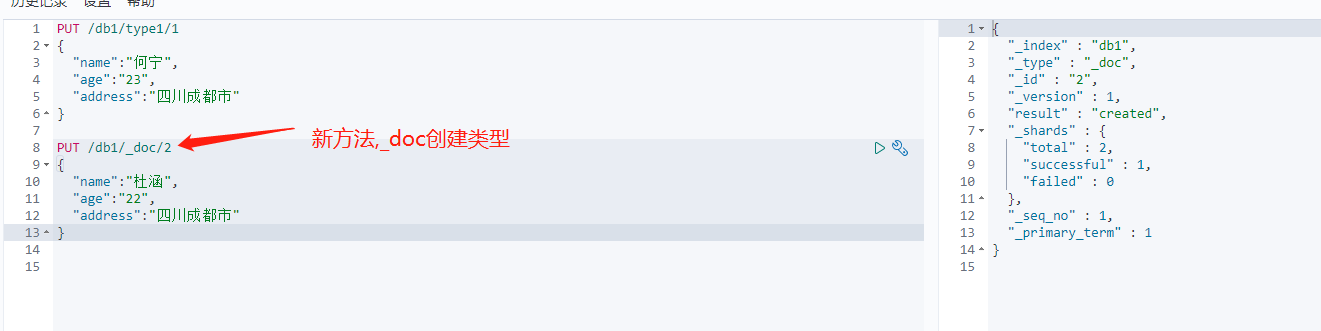 历史记录 设置 帮助
1 PUT /db1/type1/1
2 {
3 "name":"何宁",
4 "age":"23",
5 "address":"四川成都市"
6 }
7
8 PUT /db1/_doc/2
新方法,_doc创建类型
9 {
10 "name":"杜涵",
11 "age":"22",
12 "address":"四川成都市"
13 }
14
15
1 {
2 "_index" : "db1",
3 "_type" : "_doc",
4 "_id" : "2",
5 "_version" : 1,
6 "result" : "created",
7 "_shards" : {
8 "total" : 2,
9 "successful" : 1,
10 "failed" : 0
11 },
12 "_seq_no" : 1,
13 "_primary_term" : 1
14 }
15